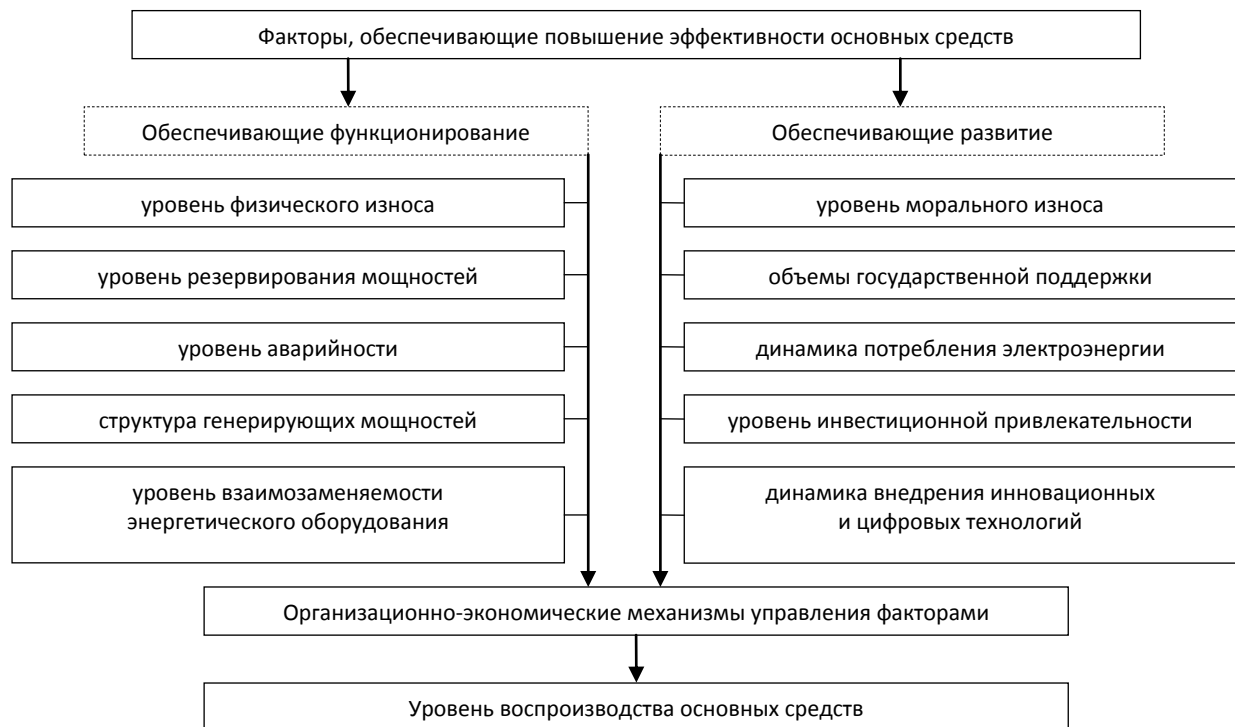 Факторы, обеспечивающие повышение эффективности основных средств
Обеспечивающие функционирование
Обеспечивающие развитие
уровень физического износа
уровень морального износа
уровень резервирования мощностей
объемы государственной поддержки
уровень аварийности
динамика потребления электроэнергии
структура генерирующих мощностей
уровень инвестиционной привлекательности
уровень взаимозаменяемости
энергетического оборудования
динамика внедрения инновационных
и цифровых технологий
Организационно-экономические механизмы управления факторами
Уровень воспроизводства основных средств